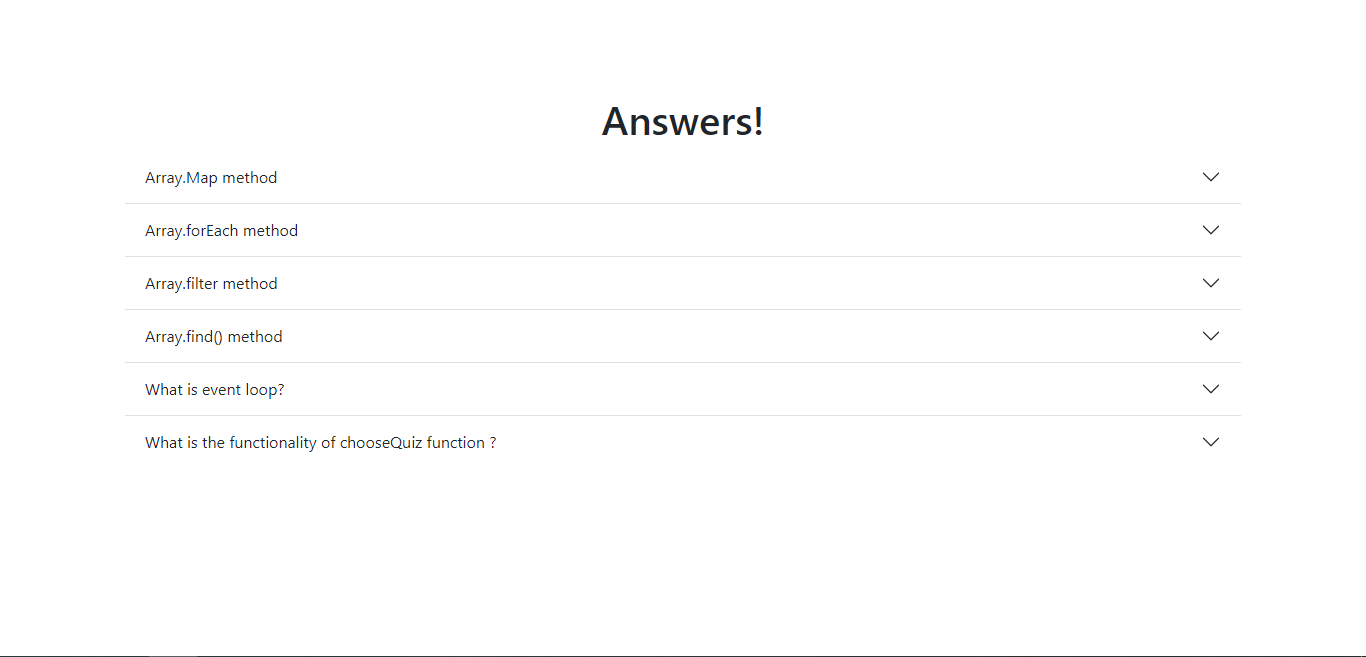 Answers!
Array.Map method
Array.forEach method
Array.filter method
Array.find() method
What is event loop?
What is the functionality of chooseQuiz function ?